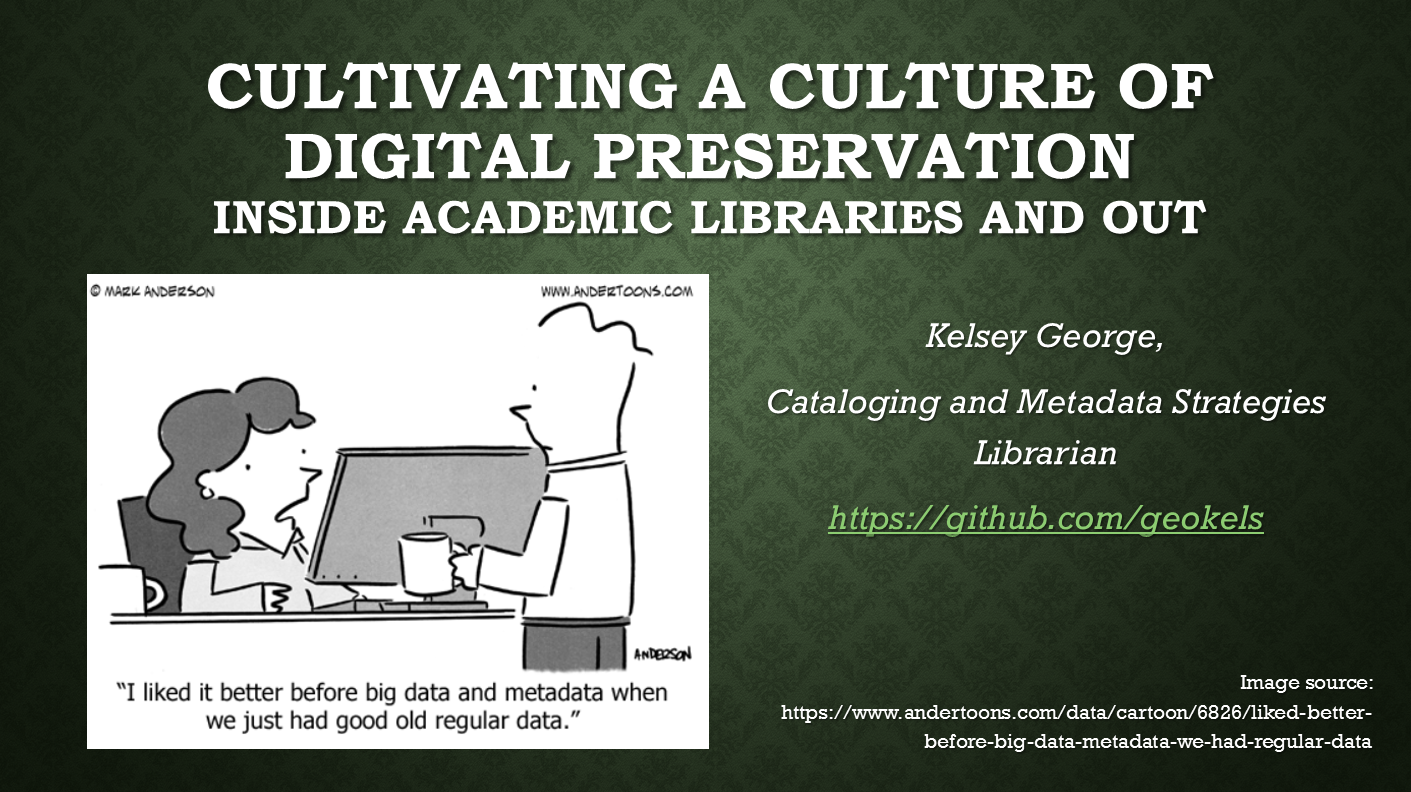 CULTIVATING A CULTURE OF
DIGITAL PRESERVATION
INSIDE ACADEMIC LIBRARIES AND OUT
© MARK ANDERSON
WWW.ANDERTOONS.COM
ANDERSON
“I liked it better before big data and metadata when
we just had good old regular data.”
Kelsey George,
Cataloging and Metadata Strategies
Librarian
https://github.com/geokels
Image source:
https://www.andertoons.com/data/cartoon/6826/liked-better-
before-big-data-metadata-we-had-regular-data